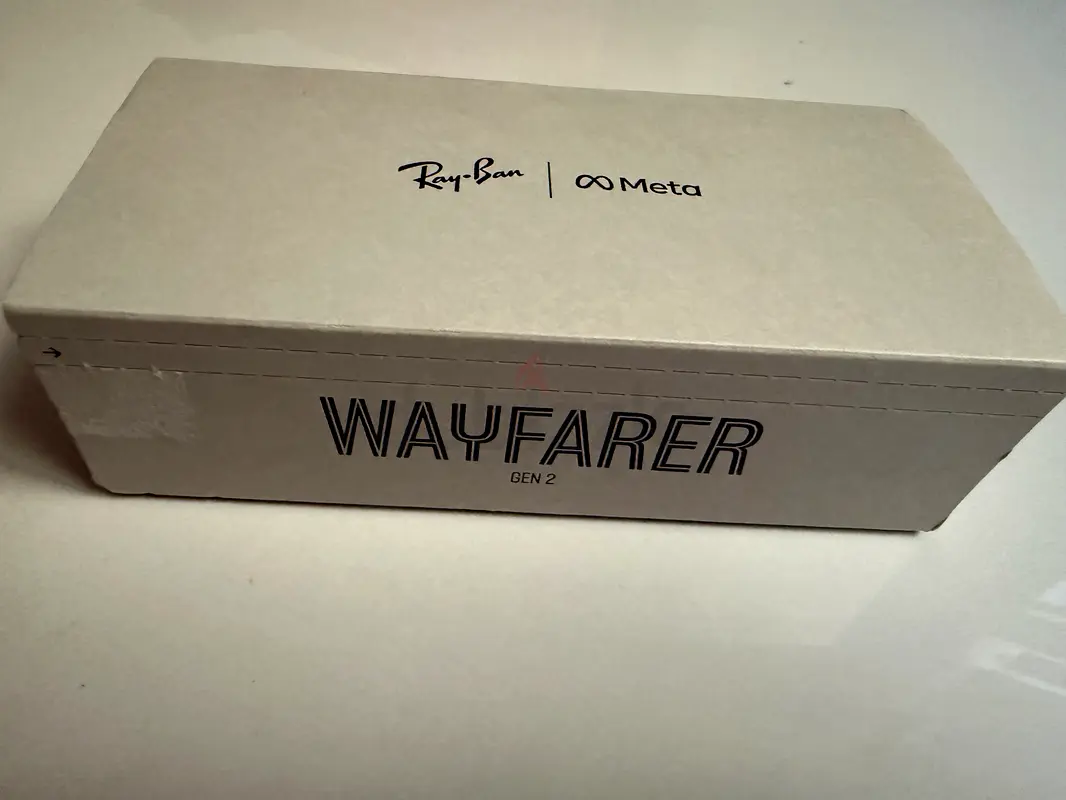 Ray-Ban | ∞ Meta
→
WAYFARER
GEN 2